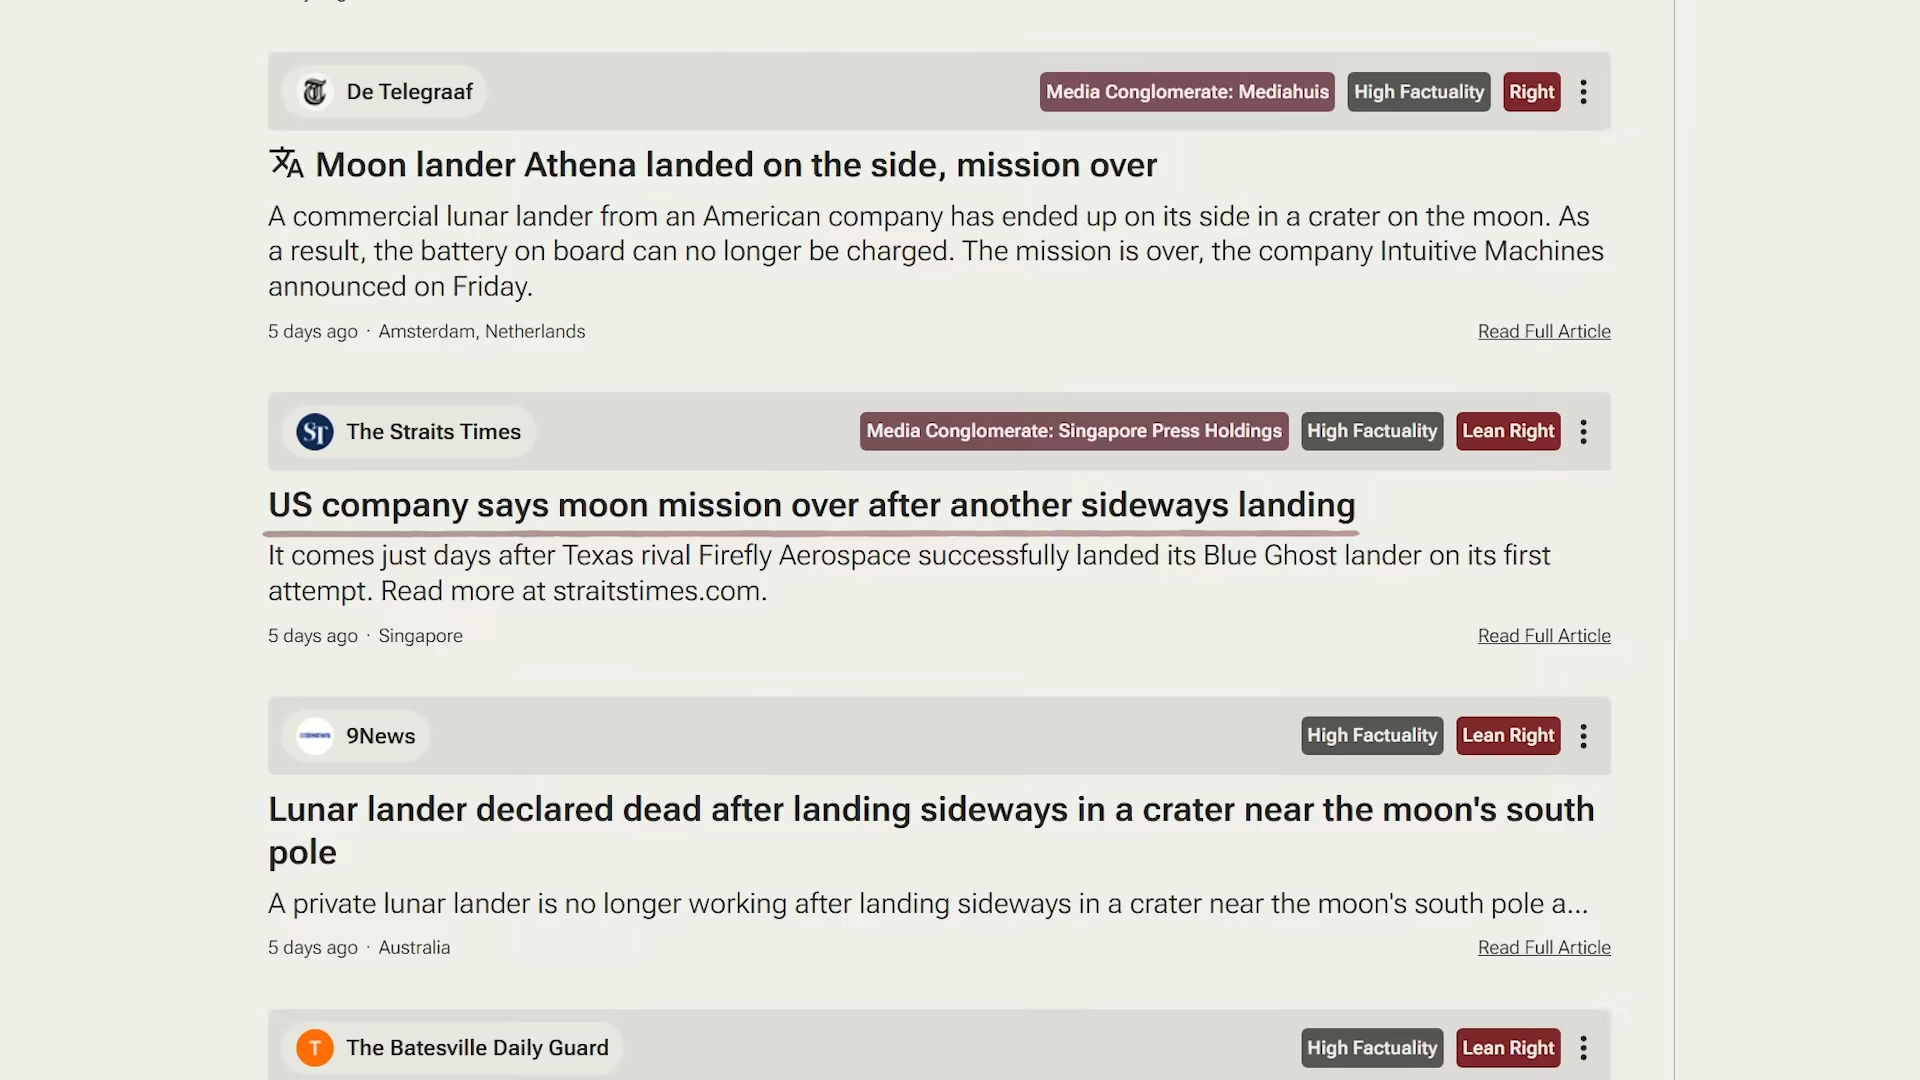 De Telegraaf
Media Conglomerate: Mediahuis
High Factuality
Right
Moon lander Athena landed on the side, mission over
A commercial lunar lander from an American company has ended up on its side in a crater on the moon. As
a result, the battery on board can no longer be charged. The mission is over, the company Intuitive Machines
announced on Friday.
5 days ago · Amsterdam, Netherlands
Read Full Article
ST
The Straits Times
Media Conglomerate: Singapore Press Holdings
High Factuality
Lean Right
US company says moon mission over after another sideways landing
It comes just days after Texas rival Firefly Aerospace successfully landed its Blue Ghost lander on its first
attempt. Read more at straitstimes.com.
5 days ago · Singapore
Read Full Article
9News
High Factuality
Lean Right
Lunar lander declared dead after landing sideways in a crater near the moon's south
pole
A private lunar lander is no longer working after landing sideways in a crater near the moon's south pole a...
5 days ago · Australia
Read Full Article
T
The Batesville Daily Guard
High Factuality
Lean Right